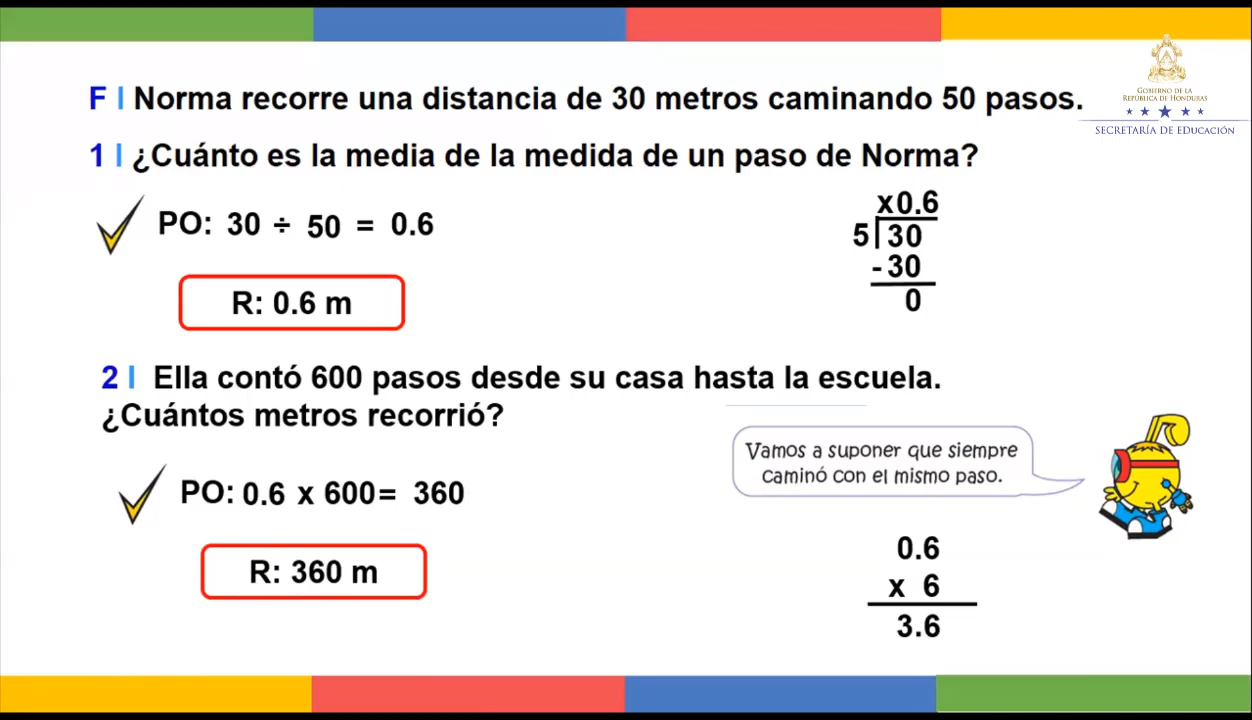 GOBIERNO DE LA
REPÚBLICA DE HONDURAS
SECRETARÍA DE EDUCACIÓN
F I Norma recorre una distancia de 30 metros caminando 50 pasos.
1 I ¿Cuánto es la media de la medida de un paso de Norma?
PO: 30 ÷ 50 = 0.6
R: 0.6 m
x0.6
5 30
-30
0
2 I Ella contó 600 pasos desde su casa hasta la escuela.
¿Cuántos metros recorrió?
Vamos a suponer que siempre
caminó con el mismo paso.
PO: 0.6 x 600= 360
R: 360 m
0.6
x 6
3.6